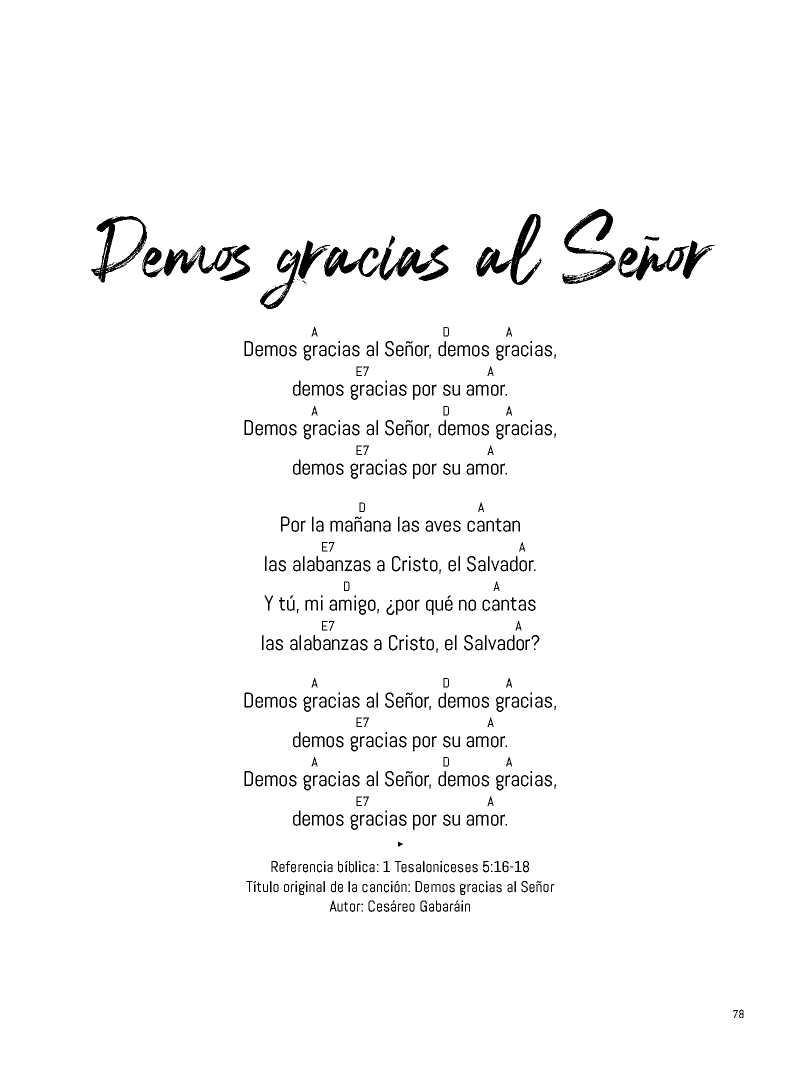 Demos gracias al Señor
A D A
Demos gracias al Señor, demos gracias,
E7 A
demos gracias por su amor.
A D A
Demos gracias al Señor, demos gracias,
E7 A
demos gracias por su amor.
D A
Por la mañana las aves cantan
E7 A
las alabanzas a Cristo, el Salvador.
D A
Y tú, mi amigo, ¿por qué no cantas
E7 A
las alabanzas a Cristo, el Salvador?
A D A
Demos gracias al Señor, demos gracias,
E7 A
demos gracias por su amor.
A D A
Demos gracias al Señor, demos gracias,
E7 A
demos gracias por su amor.
Referencia bíblica: 1 Tesaloniceses 5:16-18
Título original de la canción: Demos gracias al Señor
Autor: Cesáreo Gabaráin
78